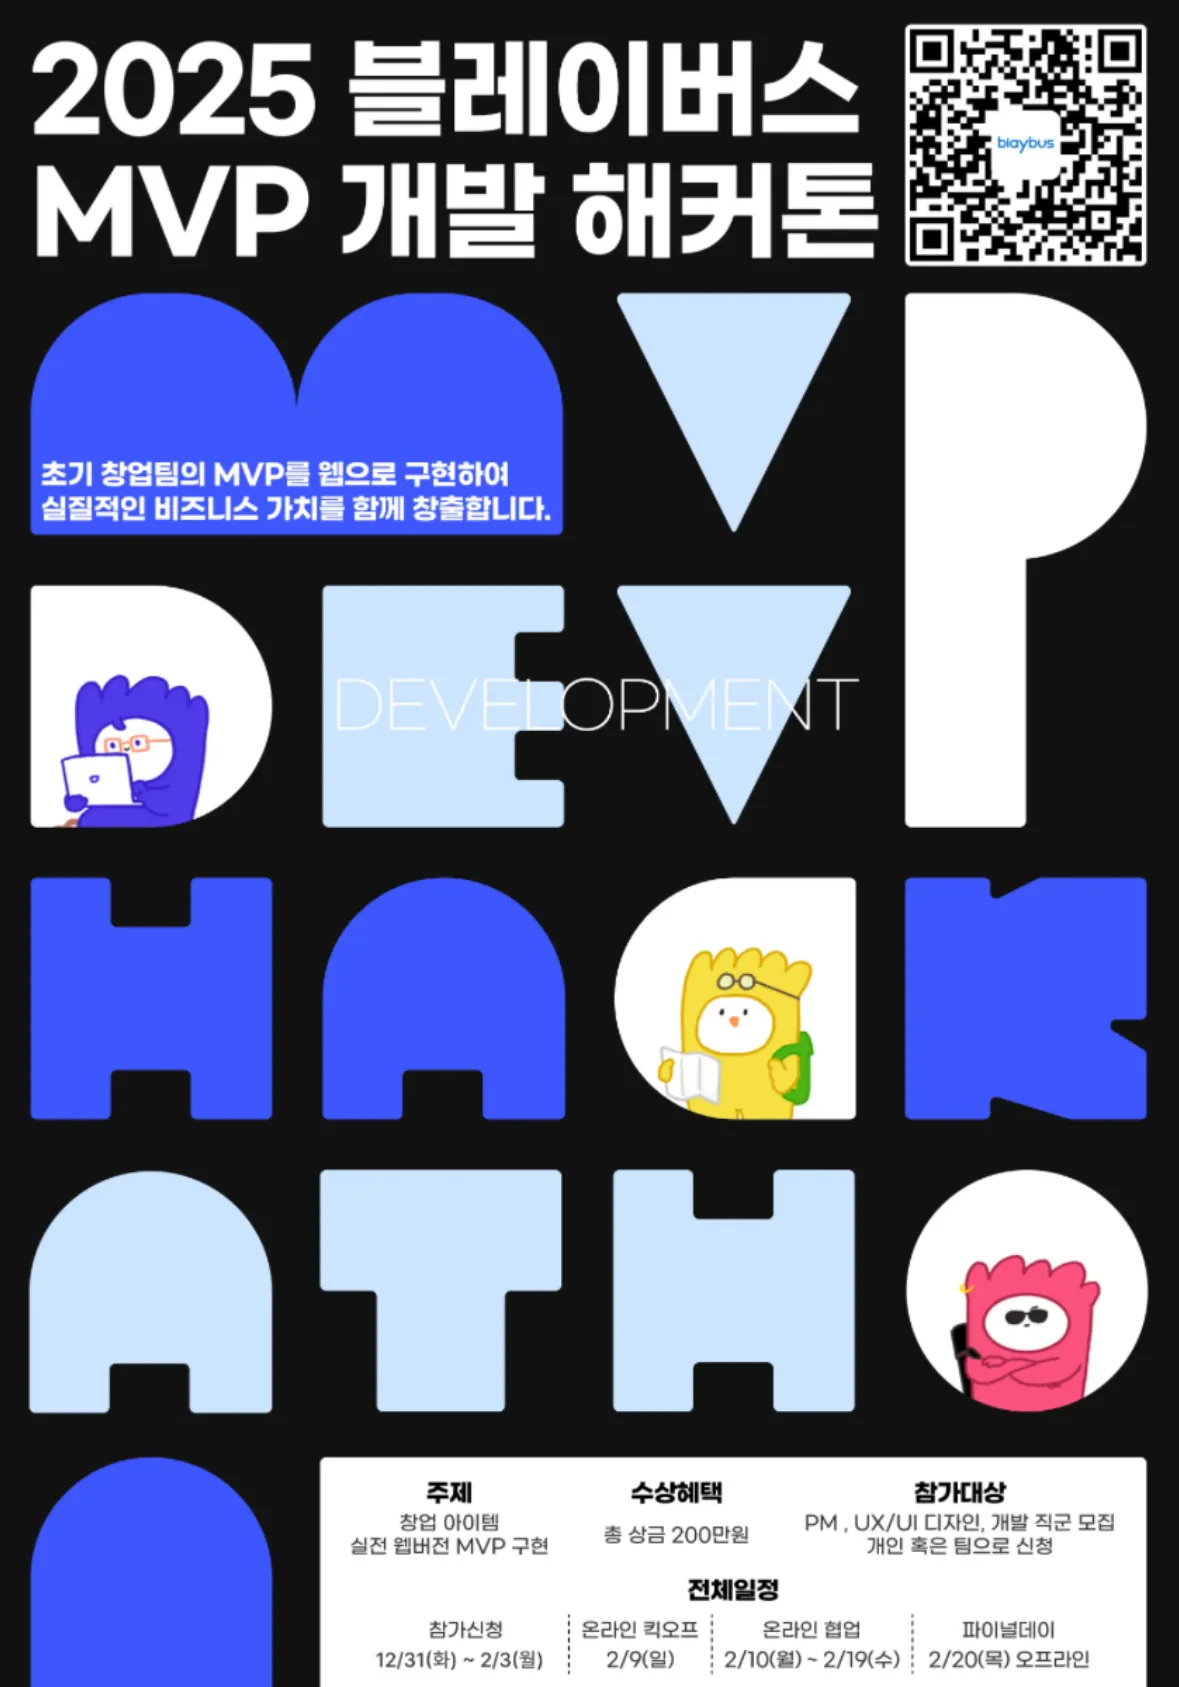 2025 블레이버스
MVP 개발 해커톤
blaybus
MVP
초기 창업팀의 MVP를 웹으로 구현하여
실질적인 비즈니스 가치를 함께 창출합니다.
DEV
DEVELOPMENT
HACK
ATHO
N
주제
창업 아이템
실전 웹버전 MVP 구현
수상혜택
총 상금 200만원
참가대상
PM , UX/UI 디자인, 개발 직군 모집
개인 혹은 팀으로 신청
전체일정
참가신청
12/31(화) ~ 2/3(월)
온라인 킥오프
2/9(일)
온라인 협업
2/10(월) ~ 2/19(수)
파이널데이
2/20(목) 오프라인